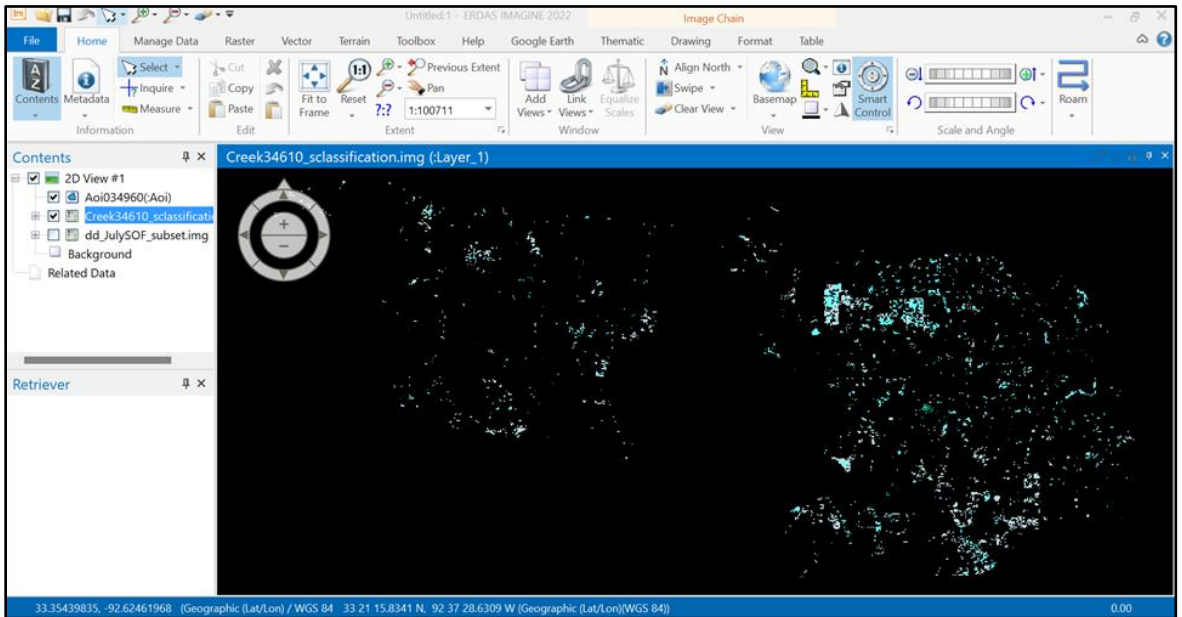 Untitled:1 - ERDAS IMAGINE 2022
Image Chain
File Home Manage Data Raster Vector Terrain Toolbox Help Google Earth Thematic Drawing Format Table
Contents
Metadata
Select
Inquire
Measure
Information
Cut
Copy
Paste
Edit
Fit to Frame
1:1
Reset
?:?
Previous Extent
Pan
1:100711
Extent
Add Views
Link Views
Equalize Scales
Window
Align North
Swipe
Clear View
Basemap
Smart Control
View
Scale and Angle
Roam
Contents
2D View #1
Aoi034960(:Aoi)
Creek34610_sclassificati
dd_JulySOF_subset.img
Background
Related Data
Retriever
Creek34610_sclassification.img (:Layer_1)
33.35439835, -92.62461968 (Geographic (Lat/Lon) / WGS 84 33 21 15.8341 N, 92 37 28.6309 W (Geographic (Lat/Lon)(WGS 84)) 0.00